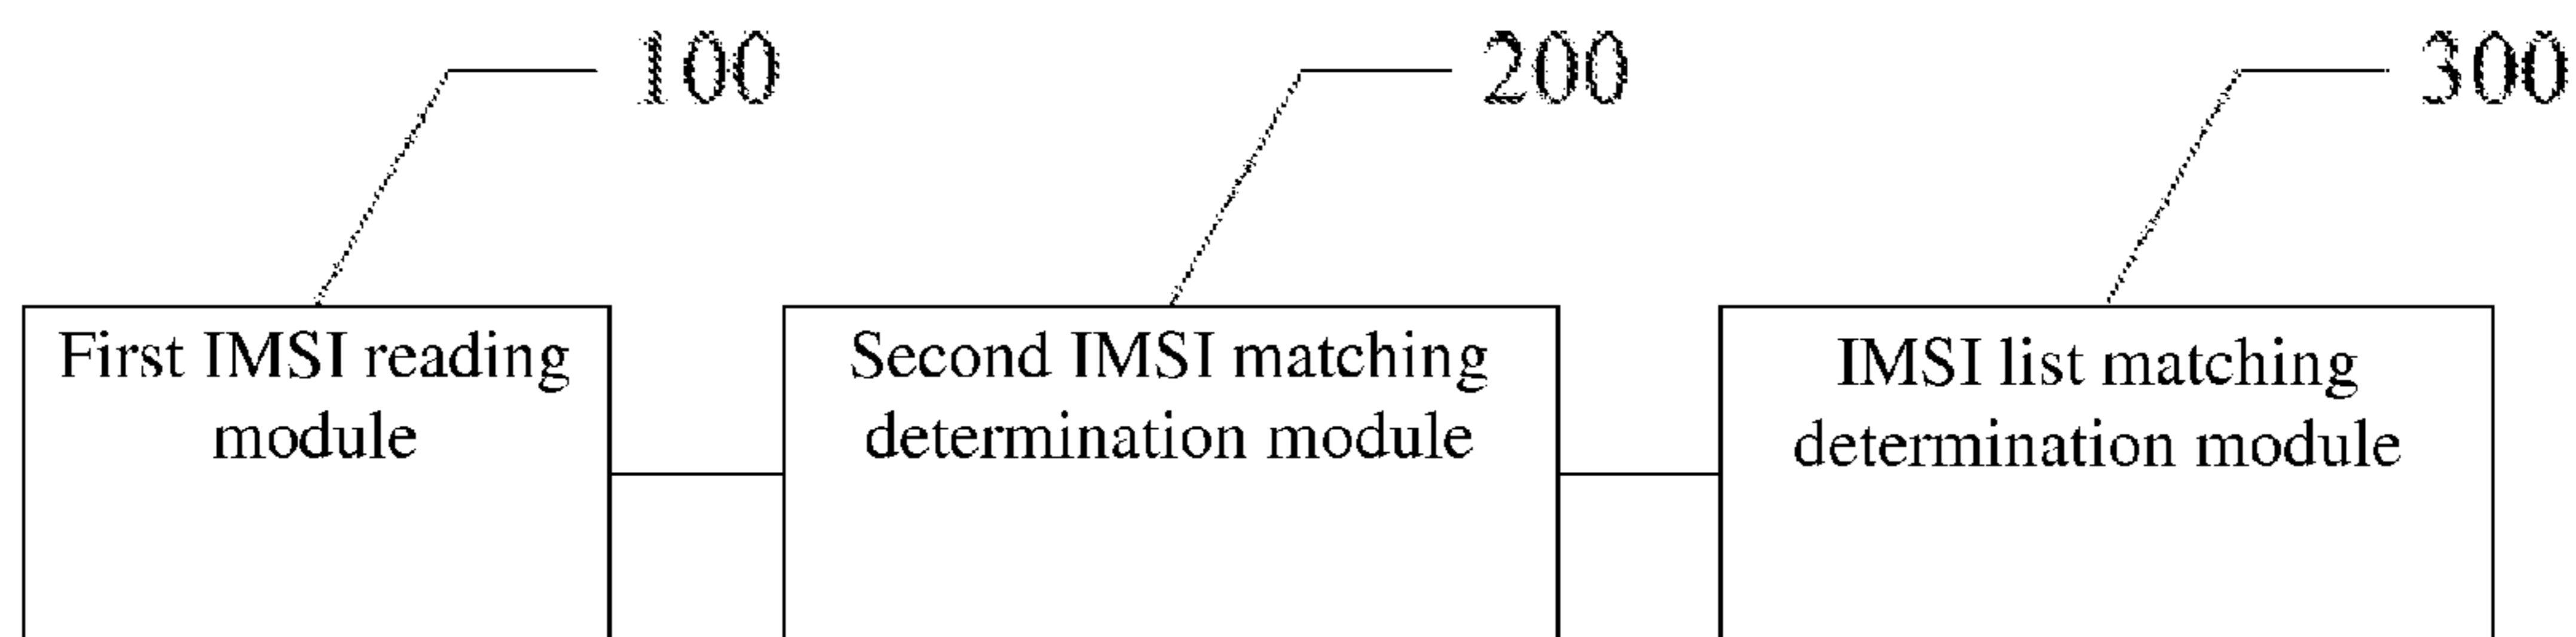 100
200
300
First IMSI reading
module
Second IMSI matching
determination module
IMSI list matching
determination module